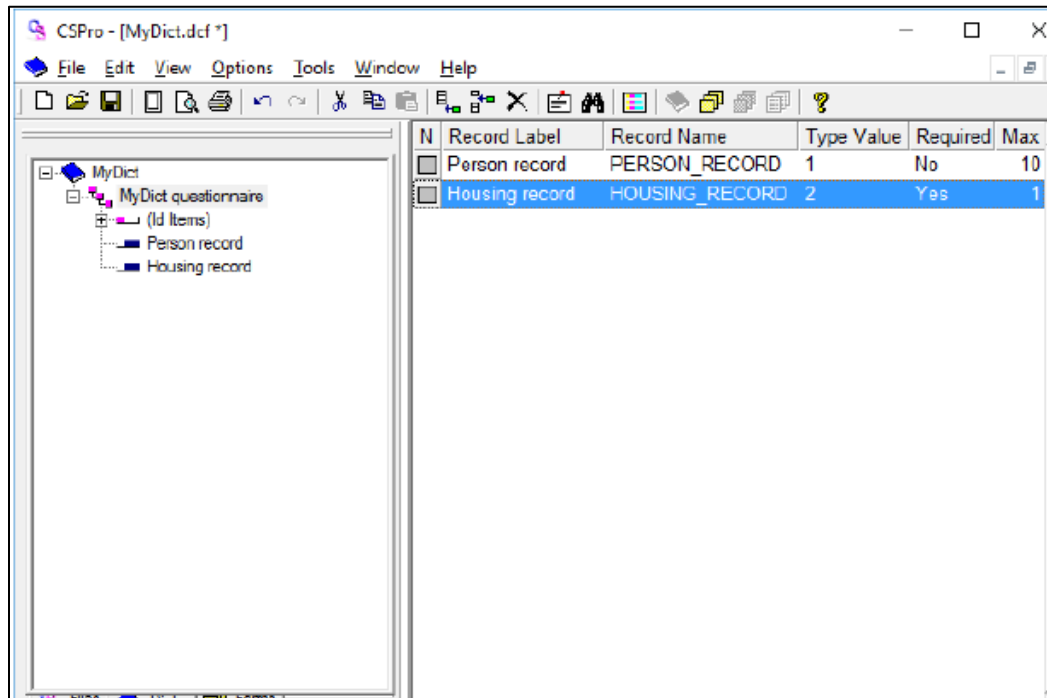 CSPro - [MyDict.dcf *]
File Edit View Options Tools Window Help
N Record Label Record Name Type Value Required Max
Person record PERSON_RECORD 1 No 10
Housing record HOUSING_RECORD 2 Yes 1
MyDict
MyDict questionnaire
(Id Items)
Person record
Housing record